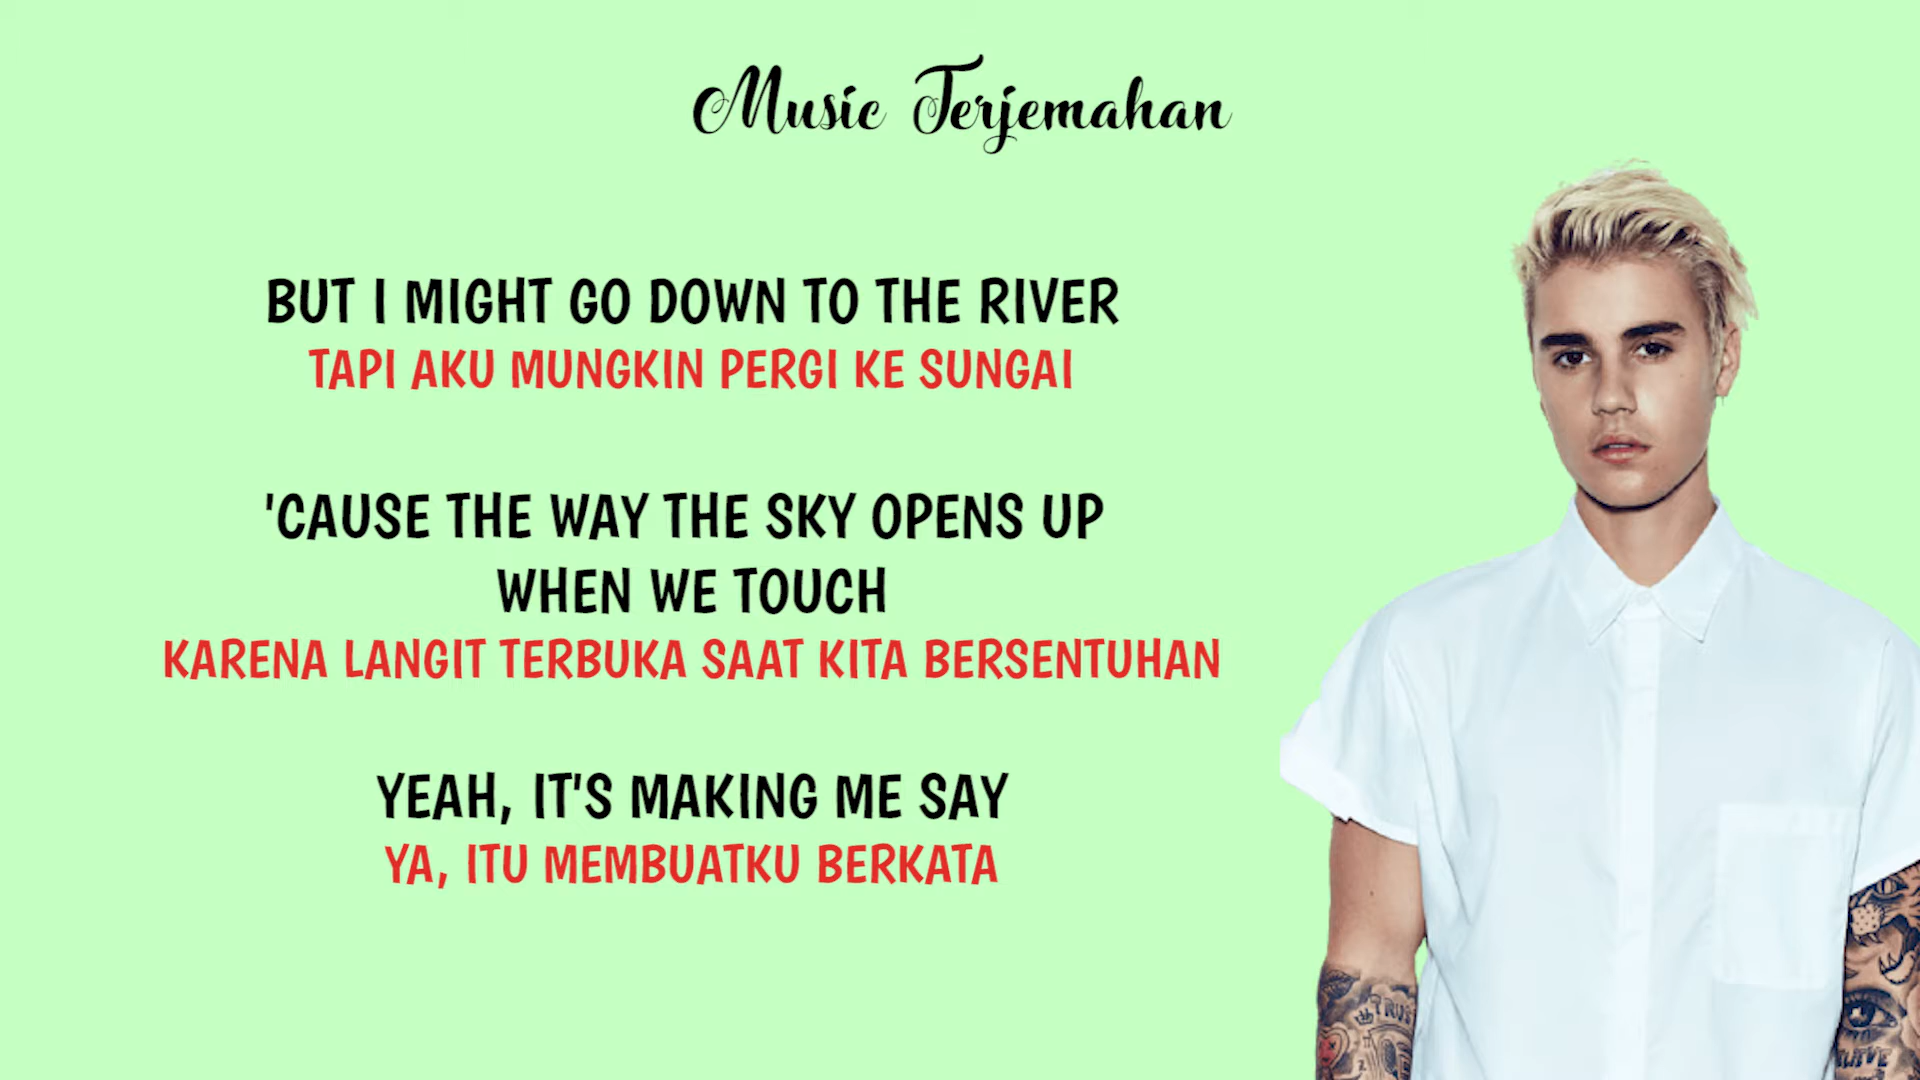 Music Terjemahan
BUT I MIGHT GO DOWN TO THE RIVER
TAPI AKU MUNGKIN PERGI KE SUNGAI
'CAUSE THE WAY THE SKY OPENS UP
WHEN WE TOUCH
KARENA LANGIT TERBUKA SAAT KITA BERSENTUHAN
YEAH, IT'S MAKING ME SAY
YA, ITU MEMBUATKU BERKATA